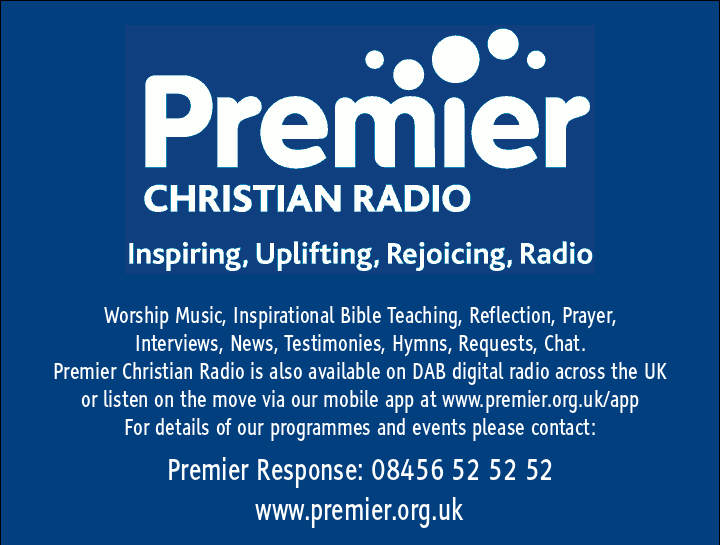 Premier
CHRISTIAN RADIO
Inspiring, Uplifting, Rejoicing, Radio
Worship Music, Inspirational Bible Teaching, Reflection, Prayer,
Interviews, News, Testimonies, Hymns, Requests, Chat.
Premier Christian Radio is also available on DAB digital radio across the UK
or listen on the move via our mobile app at www.premier.org.uk/app
For details of our programmes and events please contact:
Premier Response: 08456 52 52 52
www.premier.org.uk